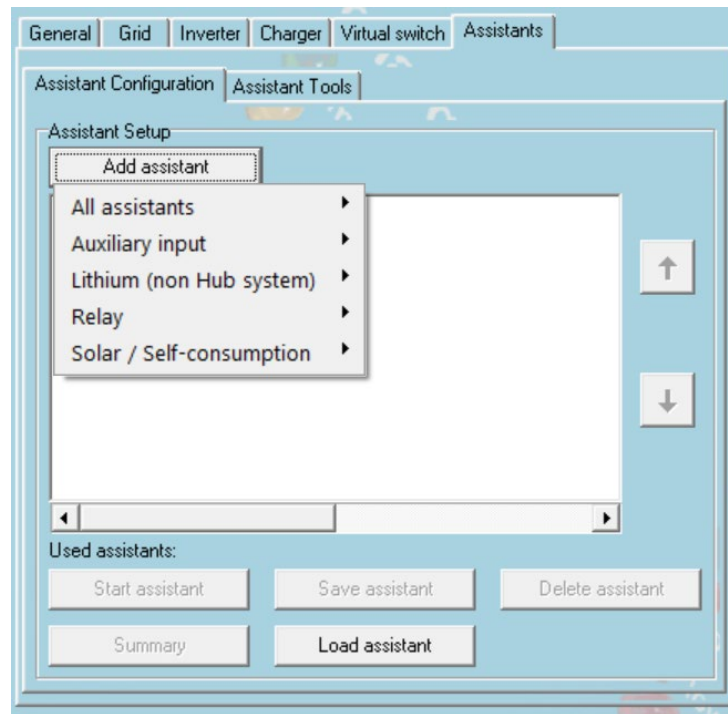 General Grid Inverter Charger Virtual switch Assistants
Assistant Configuration Assistant Tools
Assistant Setup
Add assistant
All assistants
Auxiliary input
Lithium (non Hub system)
Relay
Solar / Self-consumption
Used assistants:
Start assistant Save assistant Delete assistant
Summary Load assistant